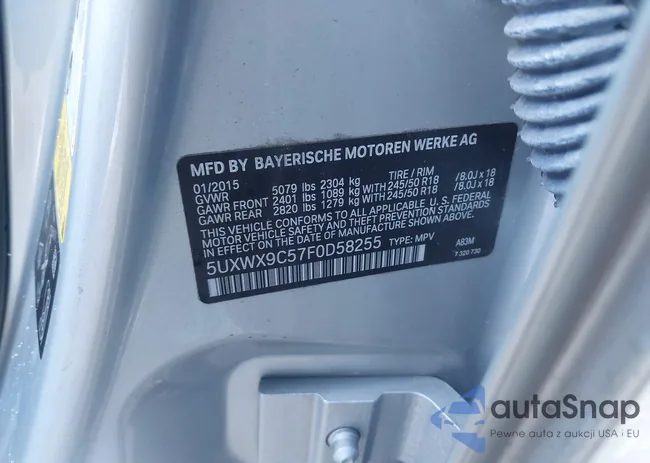 MFD BY BAYERISCHE MOTOREN WERKE AG
01/2015 TIRE / RIM
GVWR 5079 lbs 2304 kg
GAWR FRONT 2401 lbs 1089 kg WITH 245/50 R18 /8.0J x 18
GAWR REAR 2820 lbs 1279 kg WITH 245/50 R18 /8.0J x 18
THIS VEHICLE CONFORMS TO ALL APPLICABLE U.S. FEDERAL
MOTOR VEHICLE SAFETY AND THEFT PREVENTION STANDARDS
IN EFFECT ON THE DATE OF MANUFACTURE SHOWN ABOVE.
5UXWX9C57F0D58255 TYPE: MPV A83M
7 320 730
autaSnap
Pewne auta z aukcji USA i EU